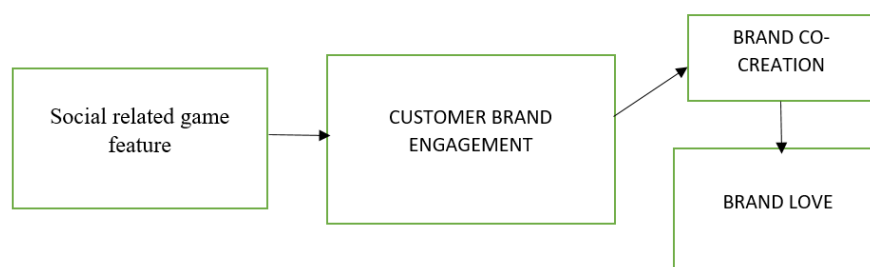 Social related game
feature
CUSTOMER BRAND
ENGAGEMENT
BRAND CO-
CREATION
BRAND LOVE